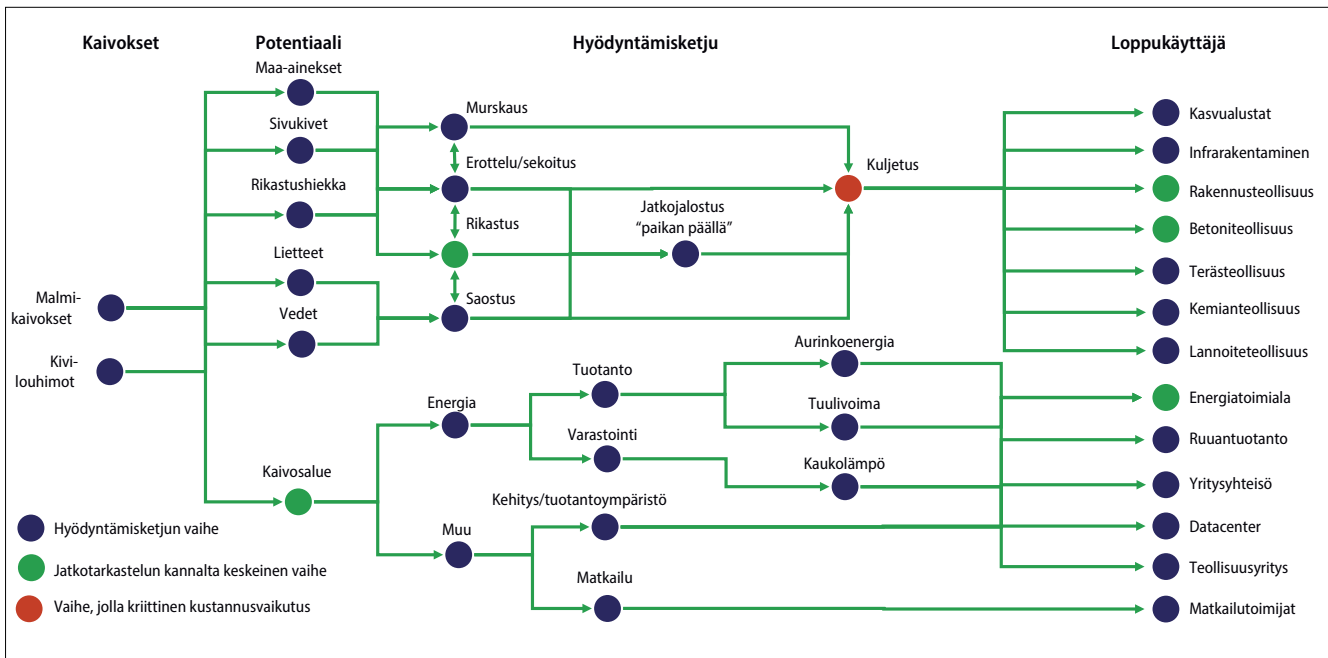 Kaivokset
Potentiaali
Hyödyntämisketju
Loppukäyttäjä
Malmi-
kaivokset
Kivi-
louhimot
Maa-ainekset
Sivukivet
Rikastushiekka
Lietteet
Vedet
Kaivosalue
Murskaus
Erottelu/sekoitus
Rikastus
Saostus
Jatkojalostus
“paikan päällä”
Kuljetus
Energia
Muu
Tuotanto
Varastointi
Kehitys/tuotantoympäristö
Matkailu
Aurinkoenergia
Tuulivoima
Kaukolämpö
Kasvualustat
Infrarakentaminen
Rakennusteollisuus
Betoniteollisuus
Terästeollisuus
Kemianteollisuus
Lannoiteteollisuus
Energiatoimiala
Ruuantuotanto
Yritysyhteisö
Datacenter
Teollisuusyritys
Matkailutoimijat
Hyödyntämisketjun vaihe
Jatkotarkastelun kannalta keskeinen vaihe
Vaihe, jolla kriittinen kustannusvaikutus